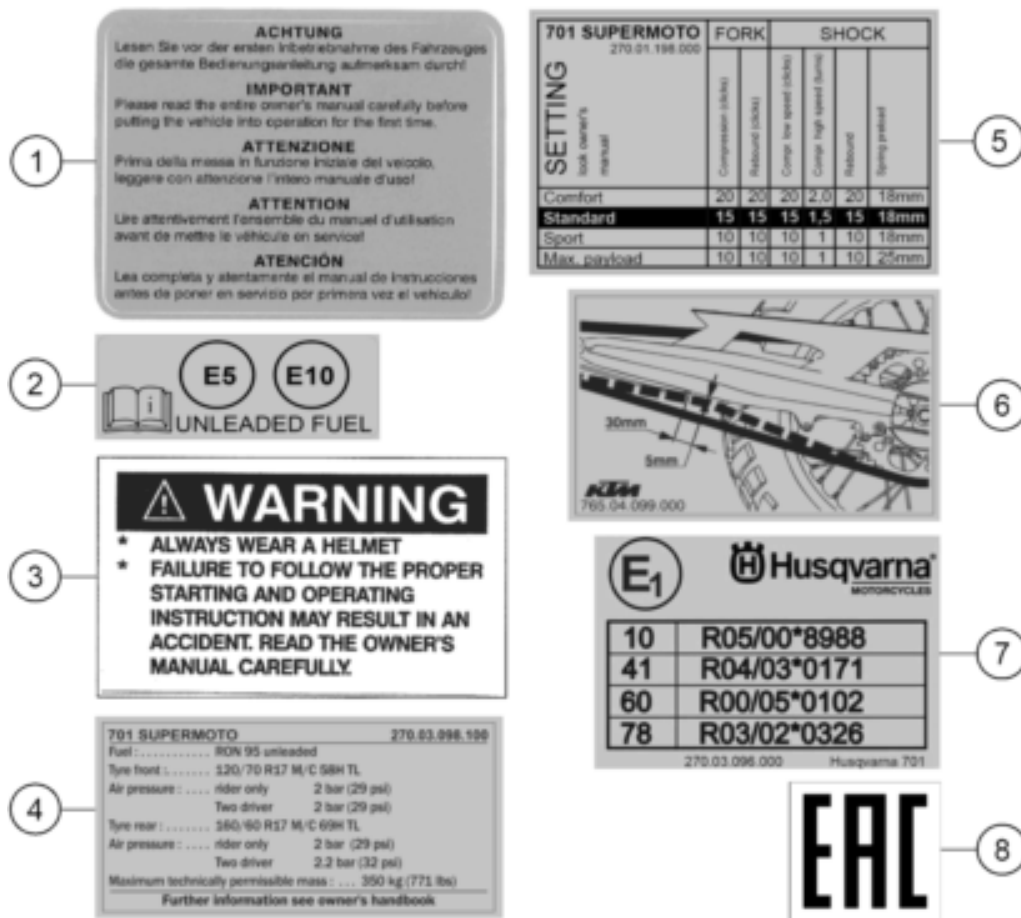 1
ACHTUNG
Lesen Sie vor der ersten Inbetriebnahme des Fahrzeuges
die gesamte Bedienungsanleitung aufmerksam durch!
IMPORTANT
Please read the entire owner's manual carefully before
putting the vehicle into operation for the first time.
ATTENZIONE
Prima della massa in funzione iniziale del veicolo,
leggere con attenzione l'intero manuale d'uso!
ATTENTION
Lire attentivement l'ensemble du manuel d'utilisation
avant de mettre le véhicule en service!
ATENCIÓN
Lea completa y atentamente el manual de instrucciones
antes de poner en servicio por primera vez el vehiculo!
2
E5 E10
i
UNLEADED FUEL
3
WARNING
* ALWAYS WEAR A HELMET
* FAILURE TO FOLLOW THE PROPER
STARTING AND OPERATING
INSTRUCTION MAY RESULT IN AN
ACCIDENT. READ THE OWNER'S
MANUAL CAREFULLY.
4
701 SUPERMOTO 270.03.098.100
Fuel : . . . . . . . . . . . RON 95 unleaded
Tyre front : . . . . . . . 120/70 R17 M/C 58H TL
Air pressure : . . . . rider only 2 bar (29 psi)
Two driver 2 bar (29 psi)
Tyre rear : . . . . . . . 160/60 R17 M/C 69H TL
Air pressure : . . . . rider only 2 bar (29 psi)
Two driver 2.2 bar (32 psi)
Maximum technically permissible mass : . . . 350 kg (771 lbs)
Further information see owner's handbook
5
701 SUPERMOTO FORK SHOCK
270.01.198.000
SETTING
look owner's
manual
Compression (clicks)
Rebound (clicks)
Compr. low speed (clicks)
Compr. high speed (turns)
Rebound
Spring preload
Comfort 20 20 20 2,0 20 18mm
Standard 15 15 15 1,5 15 18mm
Sport 10 10 10 1 10 18mm
Max. payload 10 10 10 1 10 25mm
6
30mm
5mm
KTM
765.04.099.000
7
E1 Husqvarna
MOTORCYCLES
10 R05/00*8988
41 R04/03*0171
60 R00/05*0102
78 R03/02*0326
270.03.096.000 Husqvarna 701
8
EAC